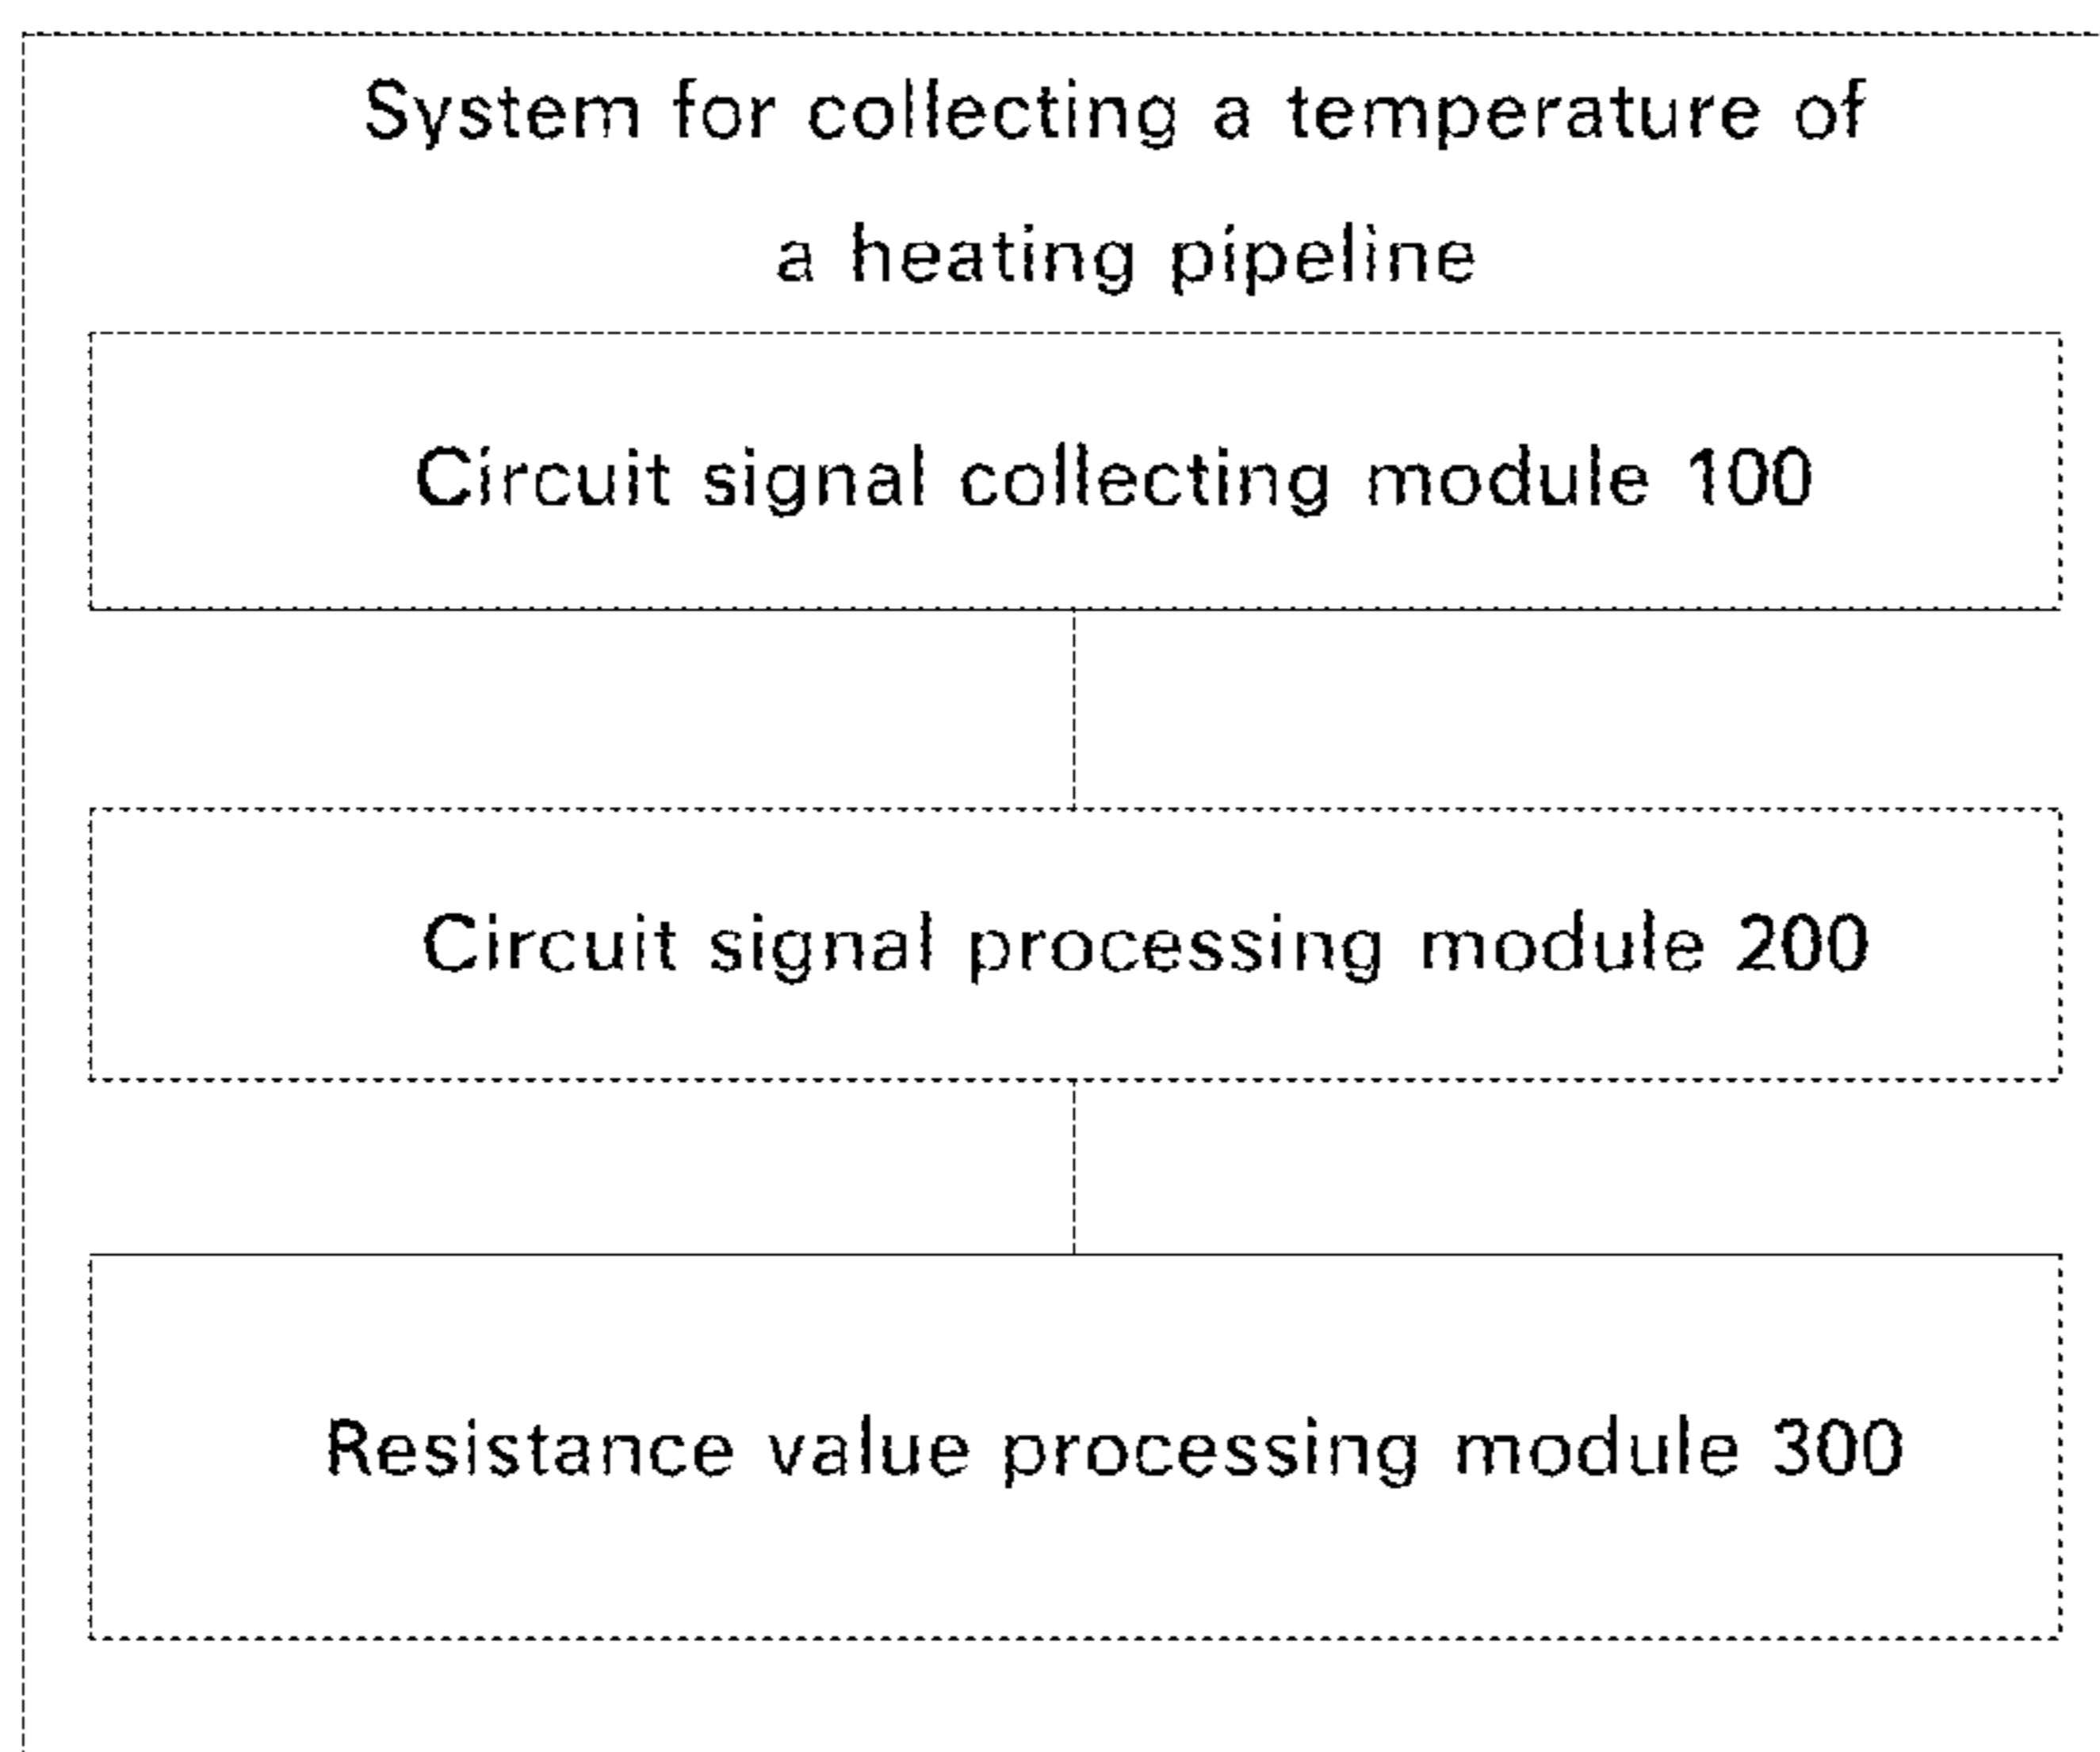 System for collecting a temperature of
a heating pipeline
Circuit signal collecting module 100
Circuit signal processing module 200
Resistance value processing module 300